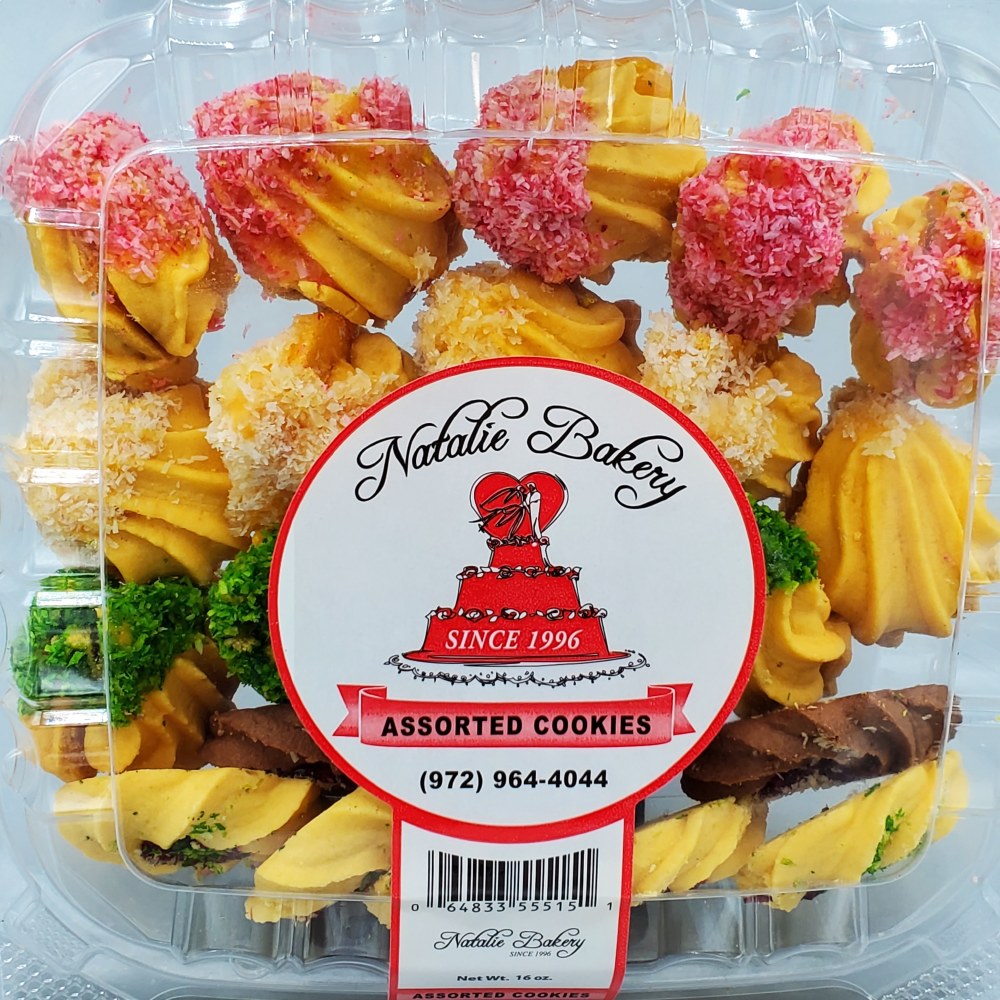 Natalie Bakery
SINCE 1996
ASSORTED COOKIES
(972) 964-4044
0 64833 55515 1
Natalie Bakery
SINCE 1996
Net Wt. 16 oz.
ASSORTED COOKIES